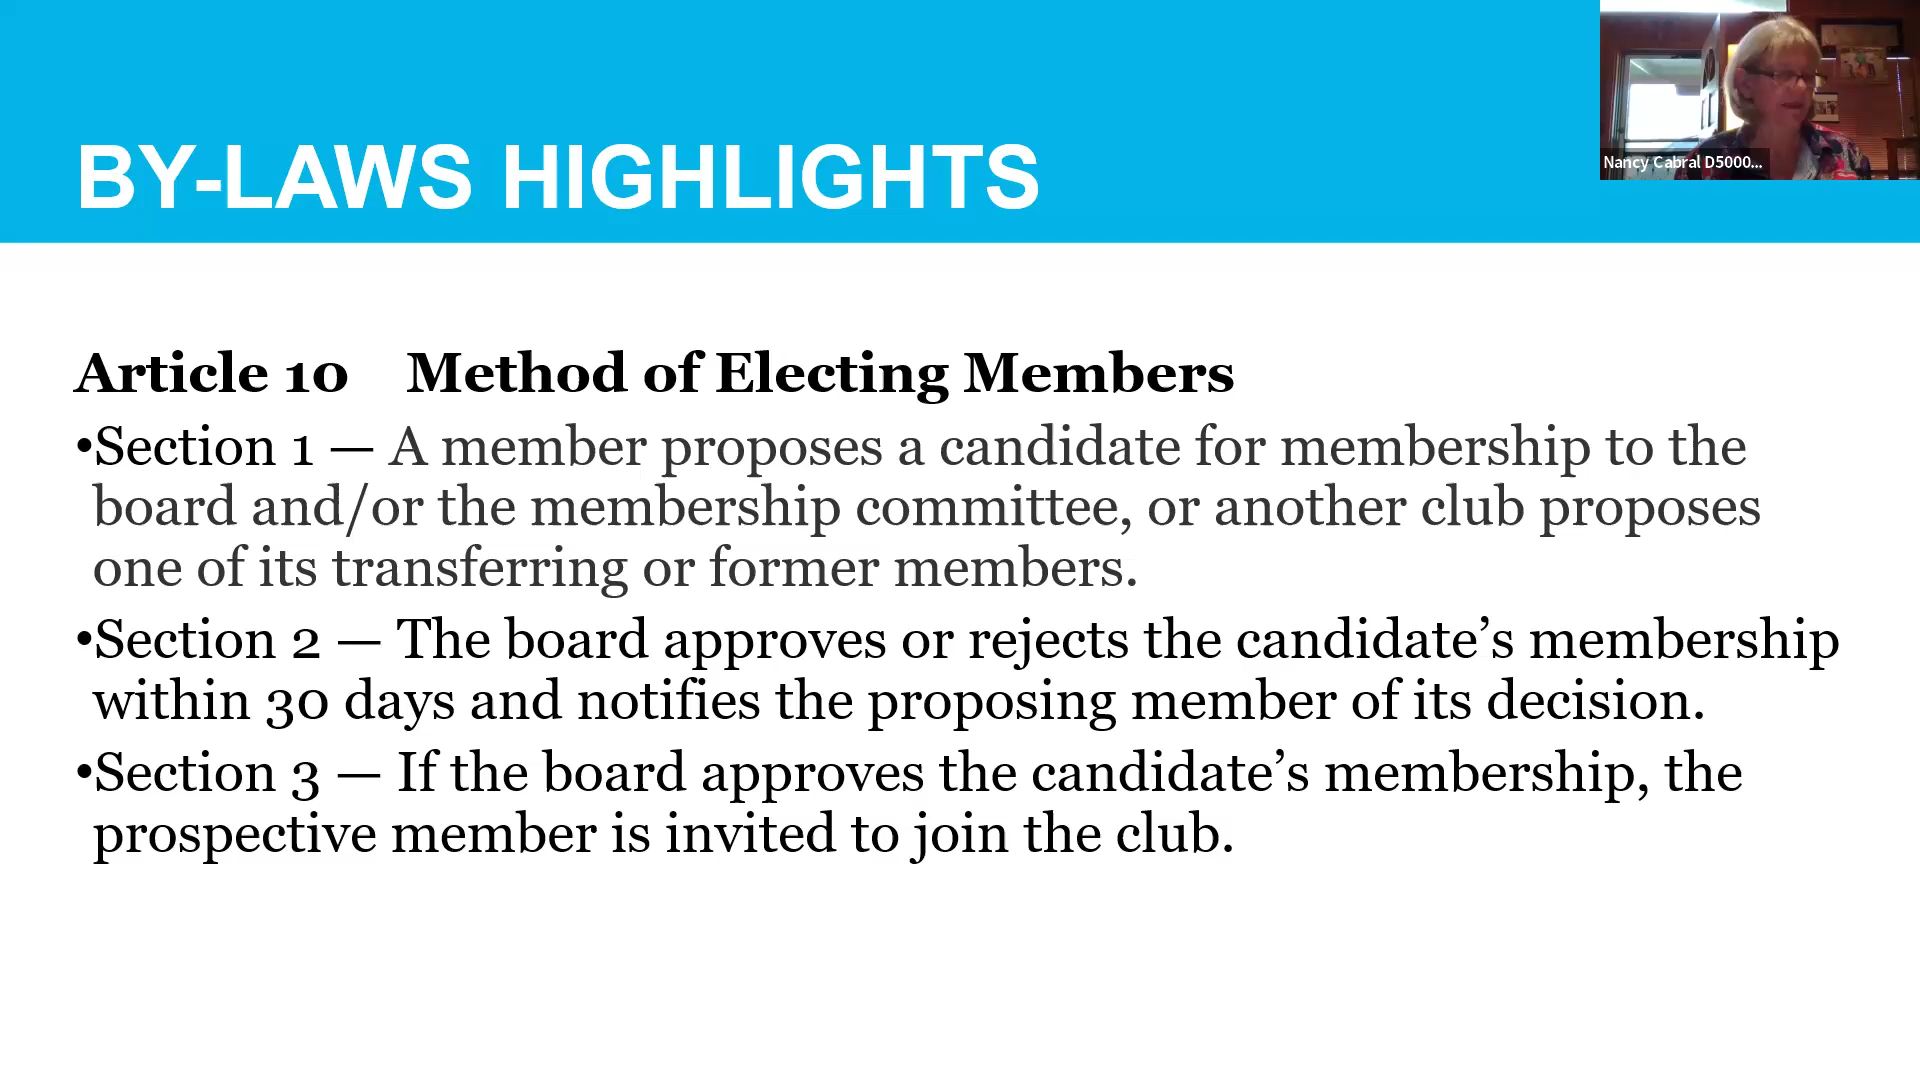 BY-LAWS HIGHLIGHTS
Nancy Cabral D5000...
Article 10 Method of Electing Members
•Section 1 — A member proposes a candidate for membership to the
board and/or the membership committee, or another club proposes
one of its transferring or former members.
•Section 2 — The board approves or rejects the candidate’s membership
within 30 days and notifies the proposing member of its decision.
•Section 3 — If the board approves the candidate’s membership, the
prospective member is invited to join the club.